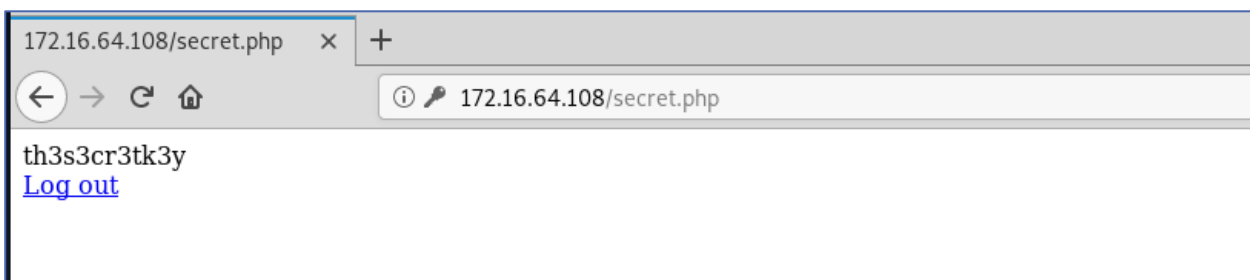 172.16.64.108/secret.php × +
172.16.64.108/secret.php
th3s3cr3tk3y
Log out